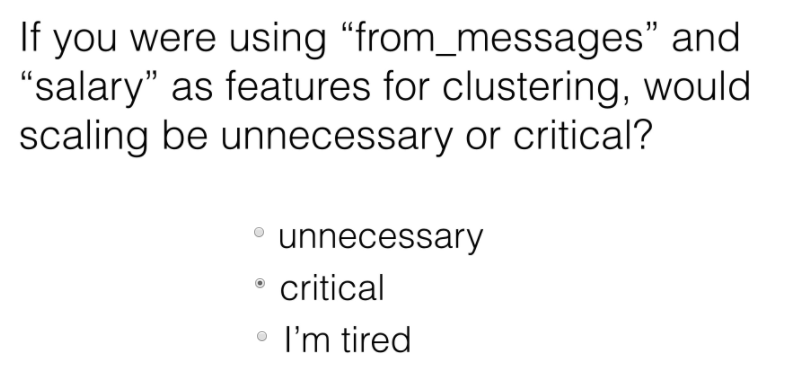 If you were using “from_messages” and
“salary” as features for clustering, would
scaling be unnecessary or critical?
unnecessary
critical
I’m tired